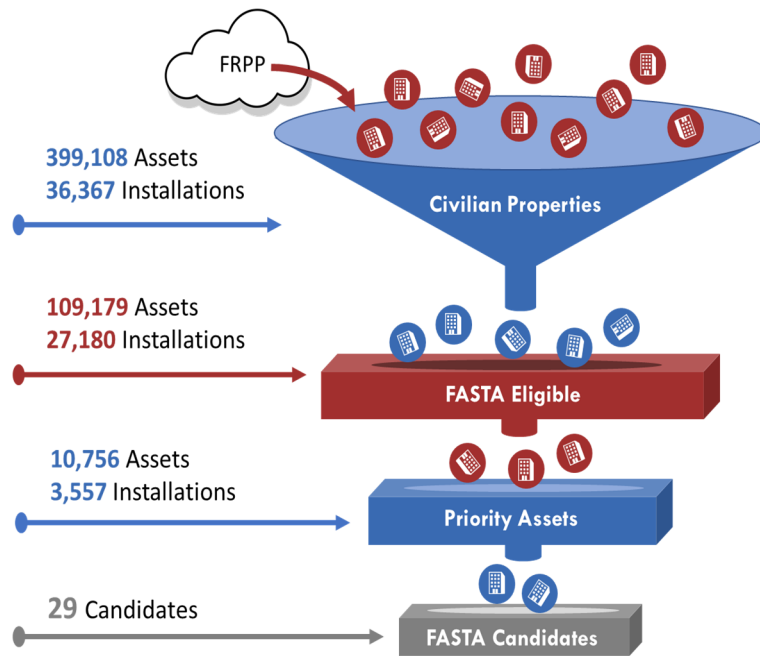 FRPP
399,108 Assets
36,367 Installations
Civilian Properties
109,179 Assets
27,180 Installations
FASTA Eligible
10,756 Assets
3,557 Installations
Priority Assets
29 Candidates
FASTA Candidates